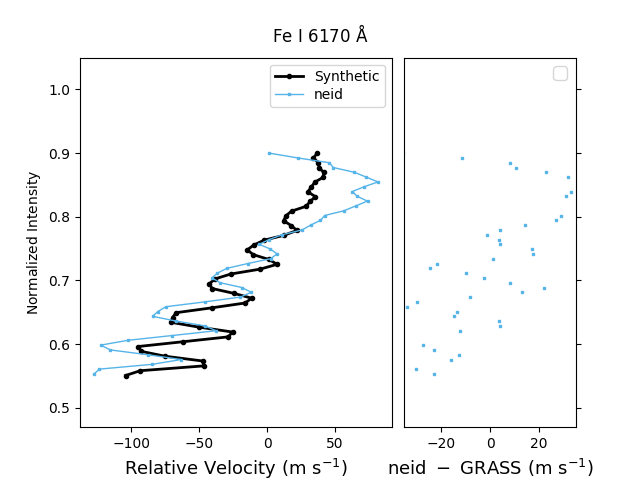 Fe I 6170 Å
Synthetic
neid
Normalized Intensity
1.0
0.9
0.8
0.7
0.6
0.5
−100 −50 0 50
−20 0 20
Relative Velocity (m s⁻¹)
neid − GRASS (m s⁻¹)